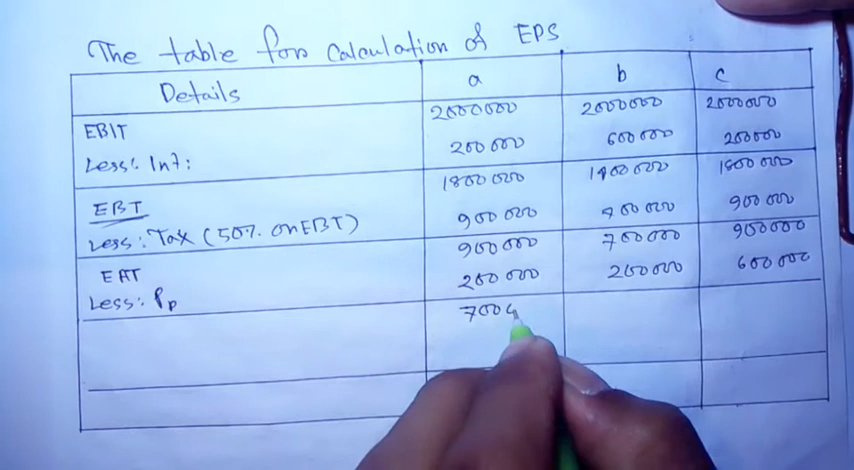 The table for calculation of EPS
Details a b c
EBIT 2000000 2000000 2000000
Less: Int: 200000 600000 200000
EBT 1800000 1400000 1800000
Less: Tax (50% on EBT) 900000 700000 900000
EAT 900000 700000 900000
Less: Pp 200000 200000 600000
700